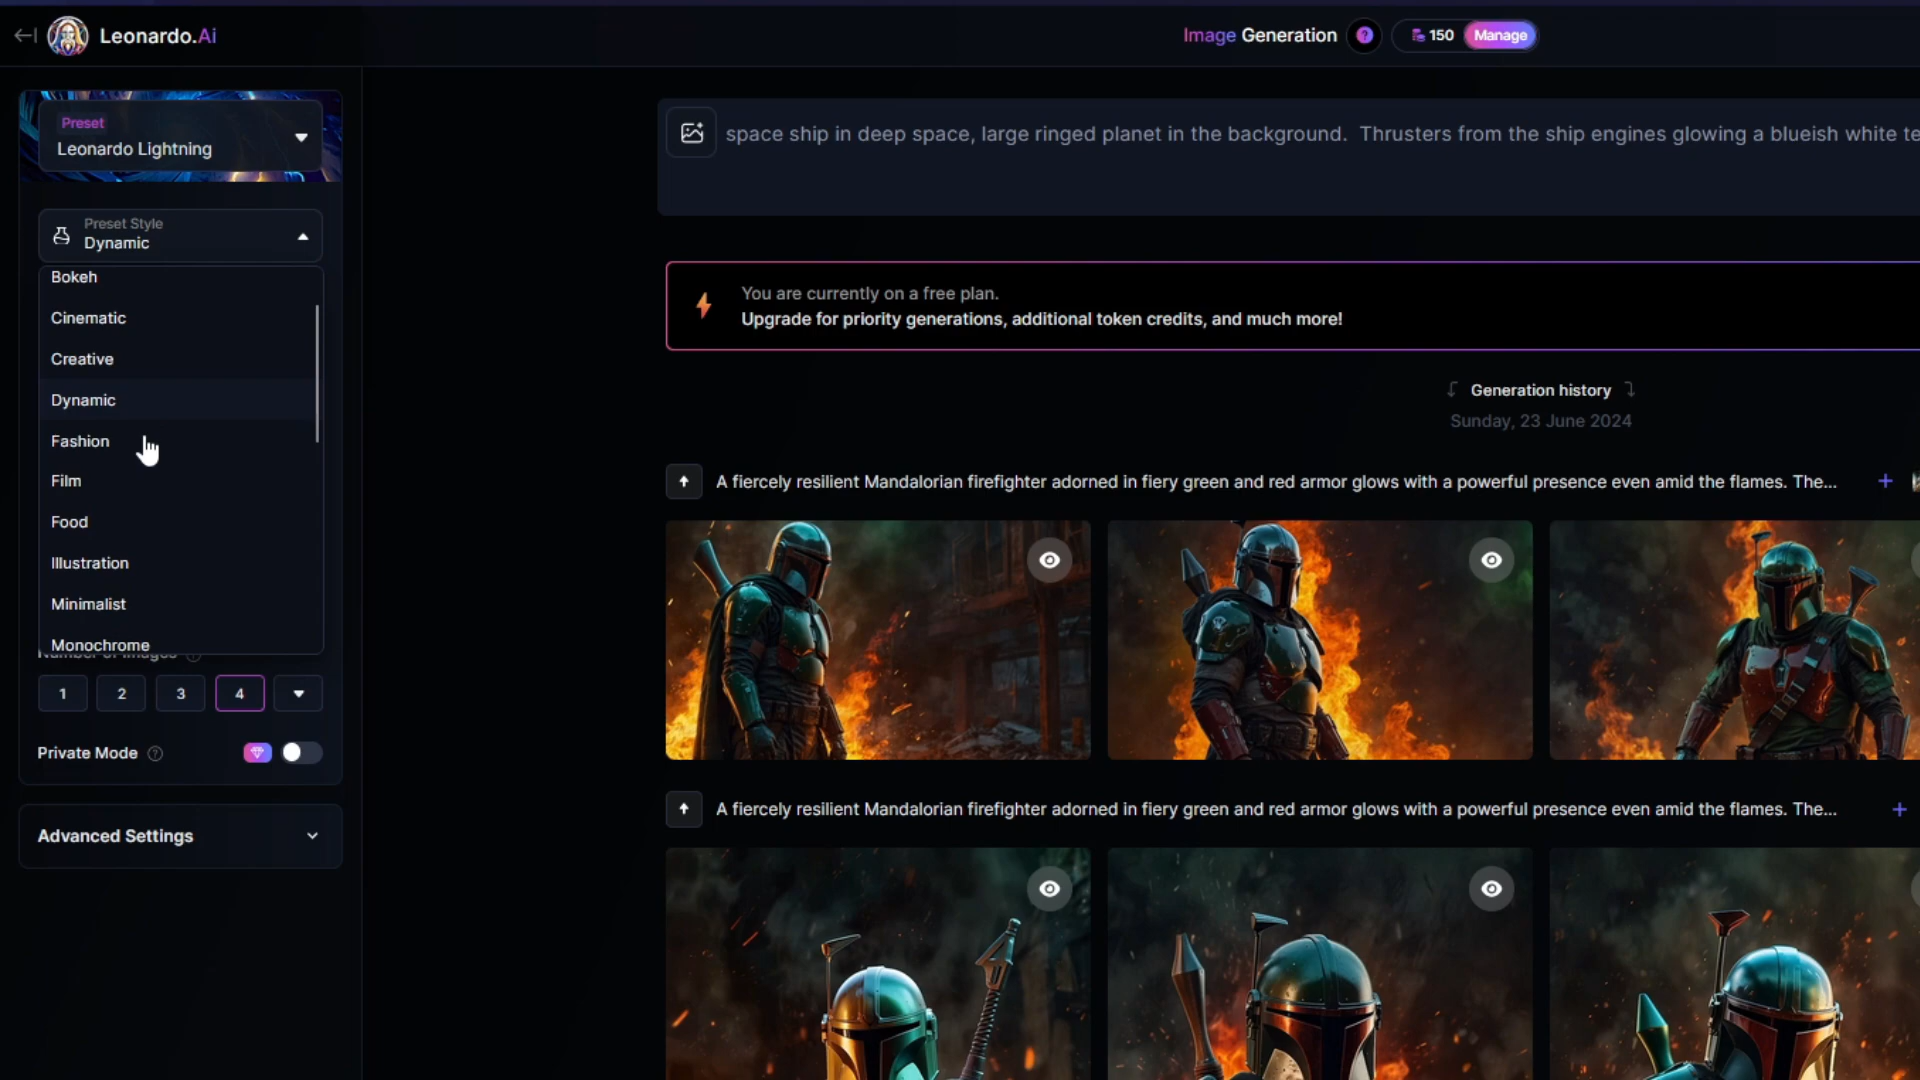 Leonardo.Ai
Image Generation
?
150
Manage
Preset
Leonardo Lightning
space ship in deep space, large ringed planet in the background. Thrusters from the ship engines glowing a blueish white te
Preset Style
Dynamic
Bokeh
Cinematic
Creative
Dynamic
Fashion
Film
Food
Illustration
Minimalist
Monochrome
Number of Images
1
2
3
4
Private Mode
?
Advanced Settings
You are currently on a free plan.
Upgrade for priority generations, additional token credits, and much more!
Generation history
Sunday, 23 June 2024
A fiercely resilient Mandalorian firefighter adorned in fiery green and red armor glows with a powerful presence even amid the flames. The...
A fiercely resilient Mandalorian firefighter adorned in fiery green and red armor glows with a powerful presence even amid the flames. The...